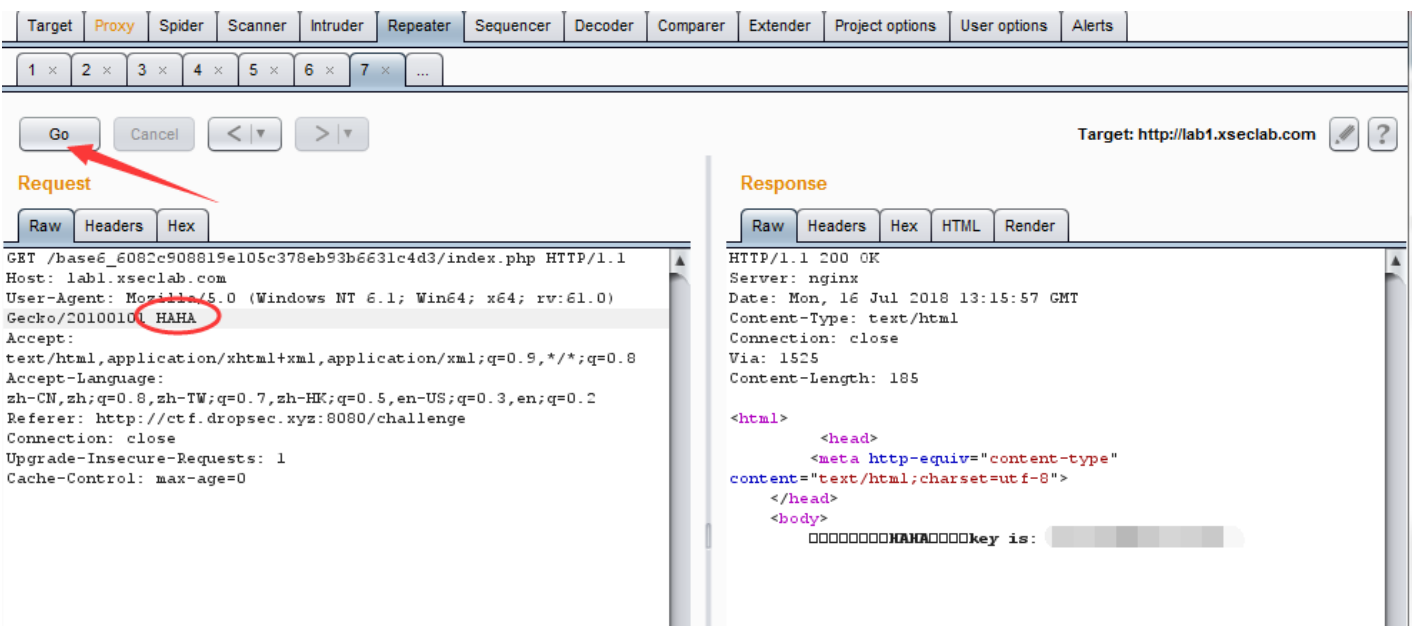 Target Proxy Spider Scanner Intruder Repeater Sequencer Decoder Comparer Extender Project options User options Alerts
1 × 2 × 3 × 4 × 5 × 6 × 7 × ...
Go Cancel < ▼ > ▼ Target: http://lab1.xseclab.com ?
Request
Raw Headers Hex
GET /base6_6082c908819e105c378eb93b6631c4d3/index.php HTTP/1.1
Host: lab1.xseclab.com
User-Agent: Mozilla/5.0 (Windows NT 6.1; Win64; x64; rv:61.0)
Gecko/20100101 HAHA
Accept:
text/html,application/xhtml+xml,application/xml;q=0.9,*/*;q=0.8
Accept-Language:
zh-CN,zh;q=0.8,zh-TW;q=0.7,zh-HK;q=0.5,en-US;q=0.3,en;q=0.2
Referer: http://ctf.dropsec.xyz:8080/challenge
Connection: close
Upgrade-Insecure-Requests: 1
Cache-Control: max-age=0
Response
Raw Headers Hex HTML Render
HTTP/1.1 200 OK
Server: nginx
Date: Mon, 16 Jul 2018 13:15:57 GMT
Content-Type: text/html
Connection: close
Via: 1525
Content-Length: 185
<html>
<head>
<meta http-equiv="content-type"
content="text/html;charset=utf-8">
</head>
<body>
□□□□□□□□HAHA□□□□key is: